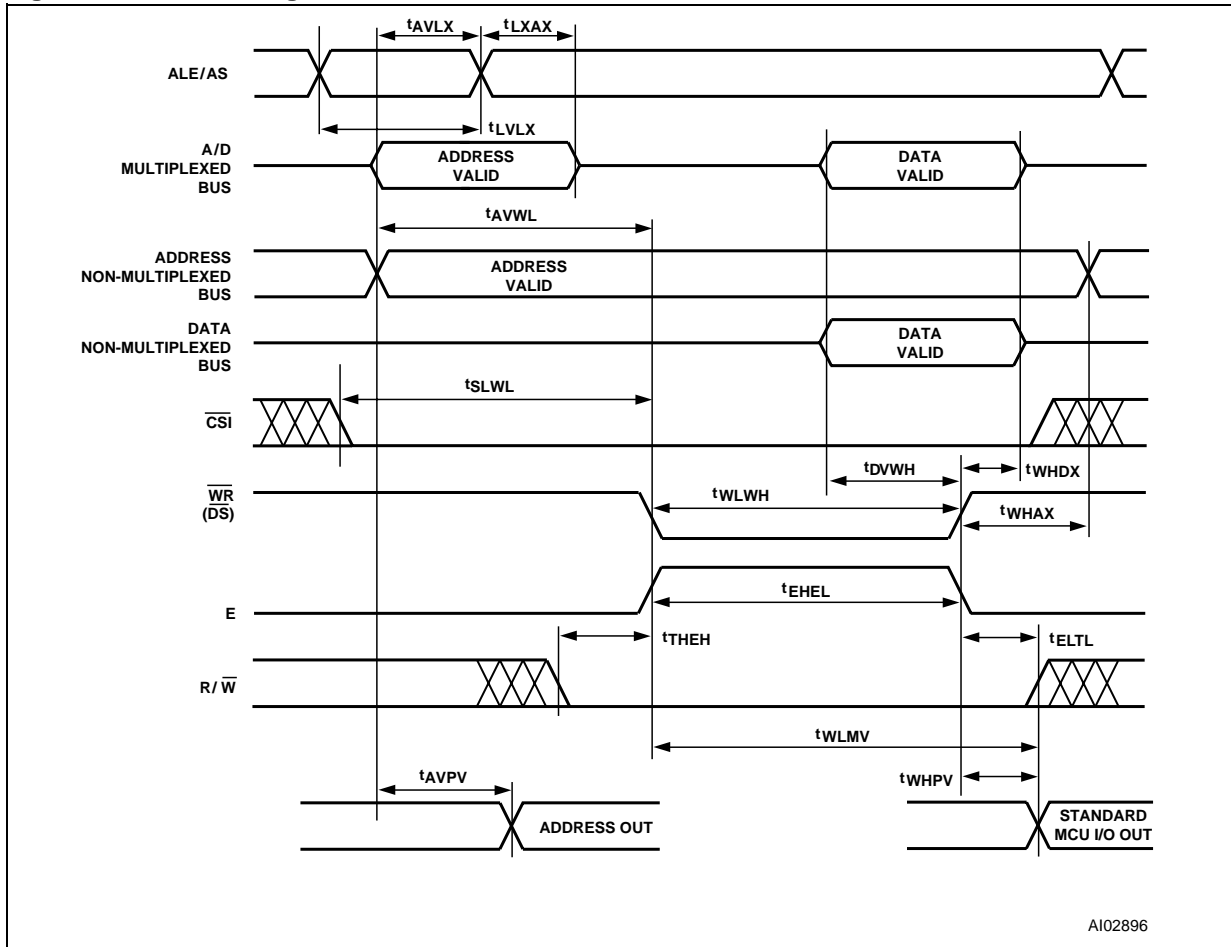 tAVLX tLXAX
ALE/AS
tLVLX
A/D
MULTIPLEXED
BUS
ADDRESS
VALID
DATA
VALID
tAVWL
ADDRESS
NON-MULTIPLEXED
BUS
ADDRESS
VALID
DATA
NON-MULTIPLEXED
BUS
DATA
VALID
tSLWL
CSI
tDVWH tWHDX
WR
(DS)
tWLWH
tWHAX
tEHEL
E
tTHEH tELTL
R/ W
tWLMV
tAVPV tWHPV
ADDRESS OUT
STANDARD
MCU I/O OUT
AI02896